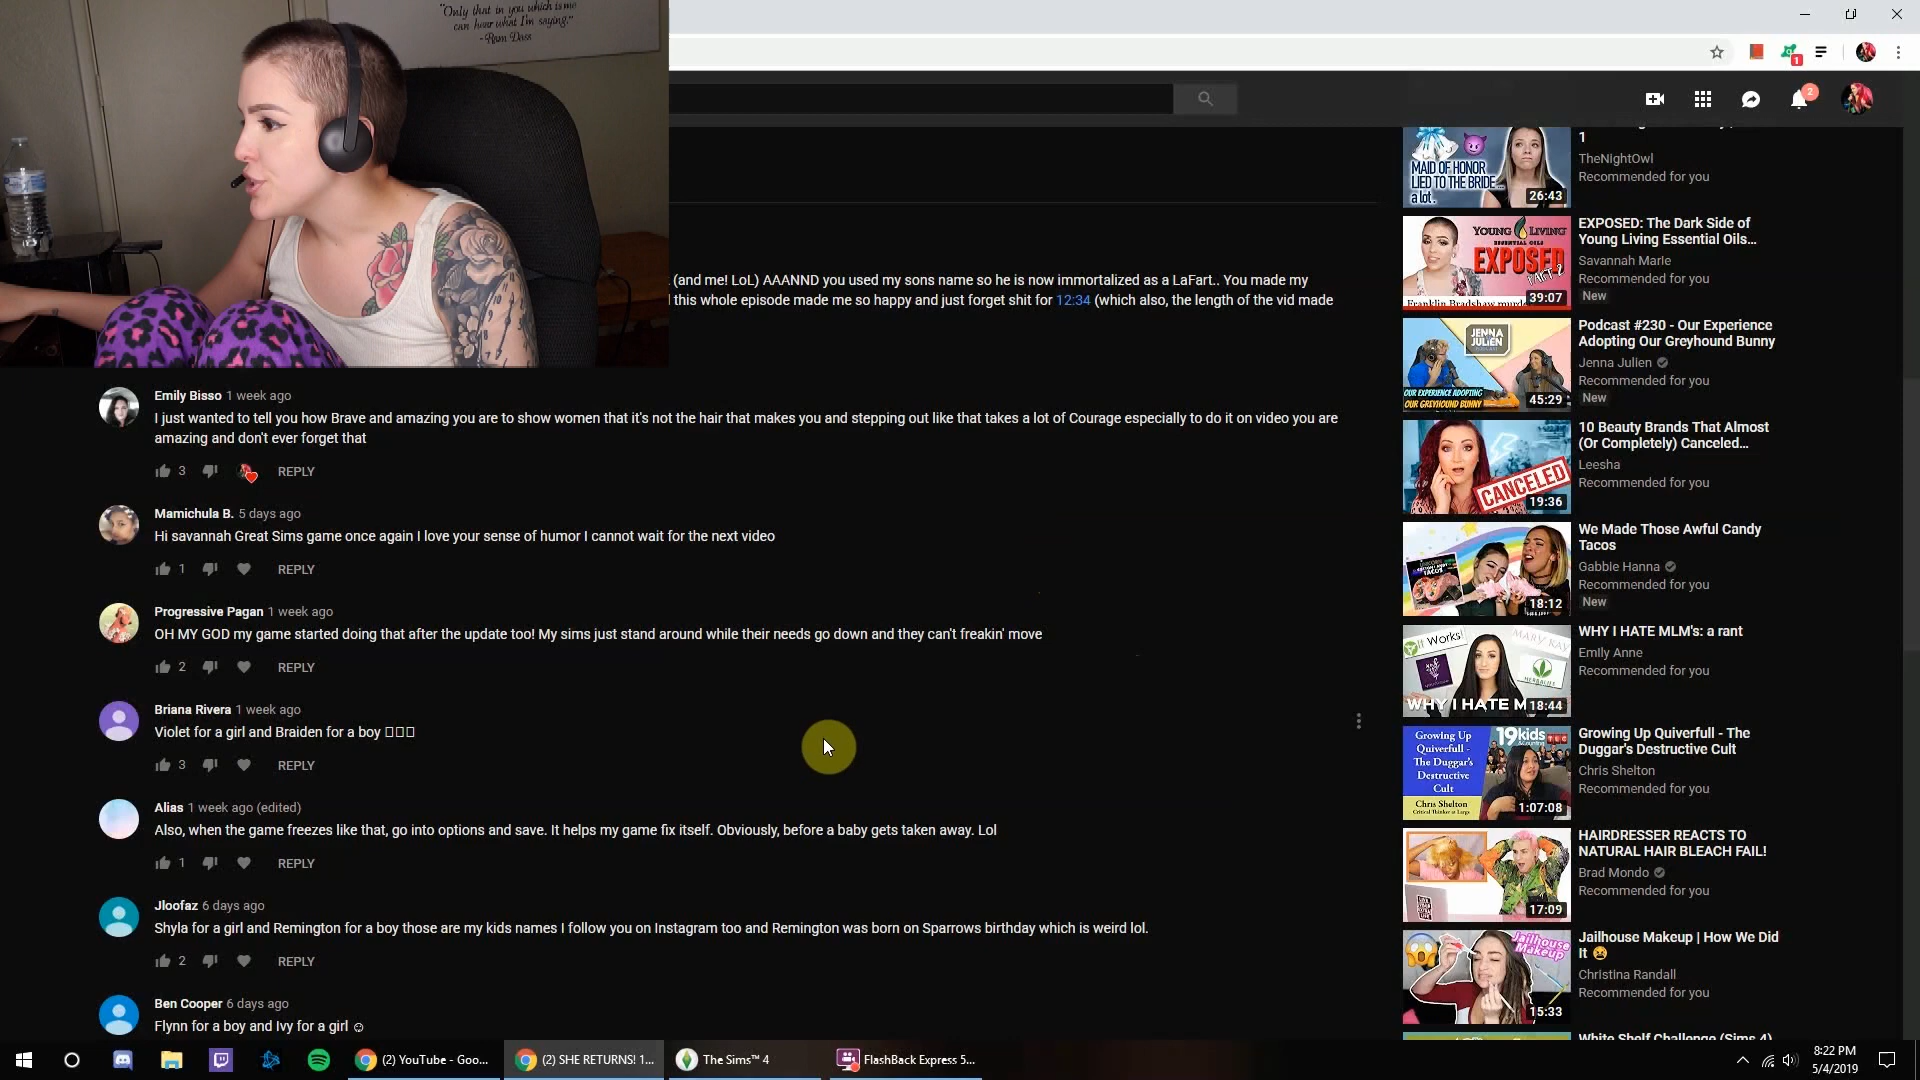 "Only that in you which is me
can hear what I'm saying."
- Ram Dass
1
2
1
TheNightOwl
Recommended for you
MAID OF HONOR
LIED TO THE BRIDE...
a lot.
26:43
EXPOSED: The Dark Side of
Young Living Essential Oils...
Savannah Marie
Recommended for you
New
YOUNG LIVING
ESSENTIAL OILS
EXPOSED
PART 2
39:07
(and me! LoL) AAANND you used my sons name so he is now immortalized as a LaFart.. You made my
this whole episode made me so happy and just forget shit for 12:34 (which also, the length of the vid made
Podcast #230 - Our Experience
Adopting Our Greyhound Bunny
Jenna Julien
Recommended for you
New
JENNA
JULIEN
OUR EXPERIENCE ADOPTING
OUR GREYHOUND BUNNY
45:29
Emily Bisso 1 week ago
I just wanted to tell you how Brave and amazing you are to show women that it's not the hair that makes you and stepping out like that takes a lot of Courage especially to do it on video you are
amazing and don't ever forget that
3 REPLY
10 Beauty Brands That Almost
(Or Completely) Canceled...
Leesha
Recommended for you
CANCELED
19:36
Mamichula B. 5 days ago
Hi savannah Great Sims game once again I love your sense of humor I cannot wait for the next video
1 REPLY
We Made Those Awful Candy
Tacos
Gabbie Hanna
Recommended for you
New
18:12
Progressive Pagan 1 week ago
OH MY GOD my game started doing that after the update too! My sims just stand around while their needs go down and they can't freakin' move
2 REPLY
WHY I HATE MLM's: a rant
Emily Anne
Recommended for you
It Works!
MARY KAY
HERBALIFE
WHY I HATE M
18:44
Briana Rivera 1 week ago
Violet for a girl and Braiden for a boy
3 REPLY
Growing Up Quiverfull - The
Duggar's Destructive Cult
Chris Shelton
Recommended for you
Growing Up
Quiverfull -
The Duggar's
Destructive
Cult
Chris Shelton
Critical Thinker at Large
19kids
TLC
1:07:08
Alias 1 week ago (edited)
Also, when the game freezes like that, go into options and save. It helps my game fix itself. Obviously, before a baby gets taken away. Lol
1 REPLY
HAIRDRESSER REACTS TO
NATURAL HAIR BLEACH FAIL!
Brad Mondo
Recommended for you
17:09
Jloofaz 6 days ago
Shyla for a girl and Remington for a boy those are my kids names I follow you on Instagram too and Remington was born on Sparrows birthday which is weird lol.
2 REPLY
Jailhouse Makeup | How We Did
It 😫
Christina Randall
Recommended for you
Jailhouse
Makeup
15:33
Ben Cooper 6 days ago
Flynn for a boy and Ivy for a girl ☺
White Shelf Challenge (Sims 4)
(2) YouTube - Goo...
(2) SHE RETURNS! 1...
The Sims™ 4
FlashBack Express 5...
8:22 PM
5/4/2019